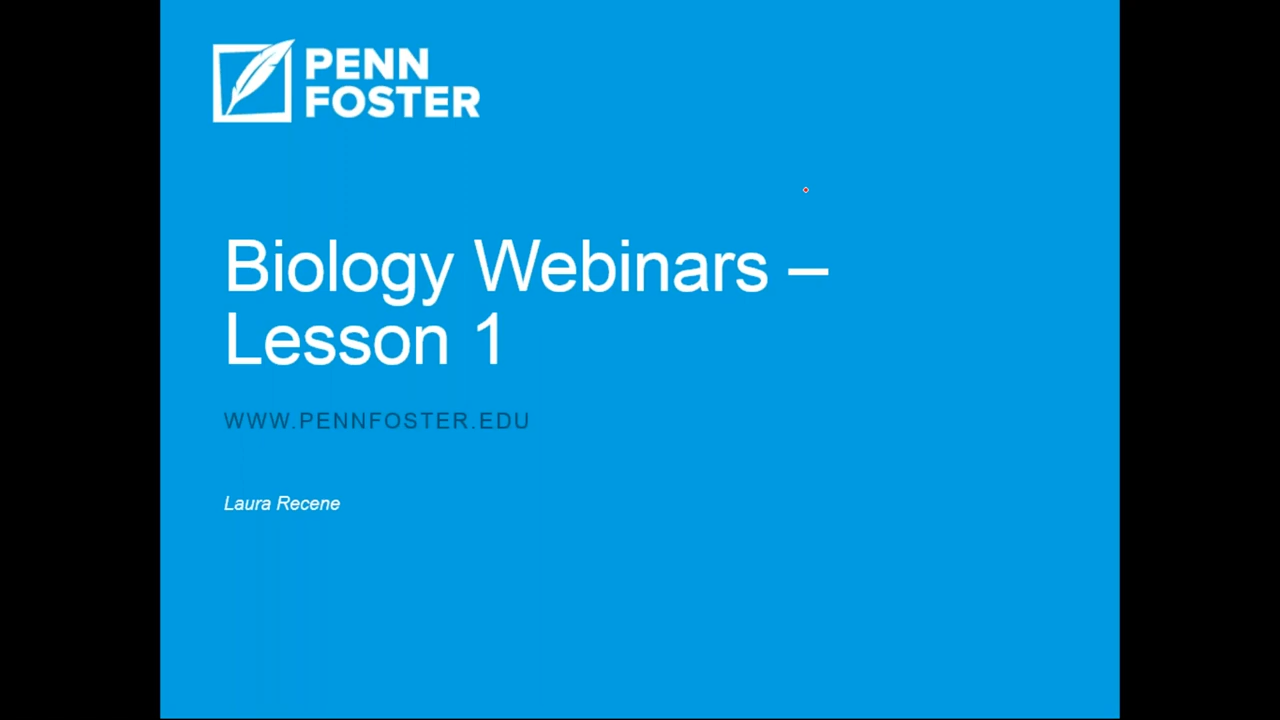 PENN
FOSTER
Biology Webinars –
Lesson 1
WWW.PENNFOSTER.EDU
Laura Recene